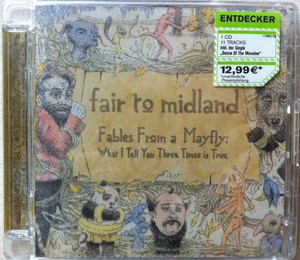 ENTDECKER
1 CD
11 TRACKS
Inkl. der Single
„Dance Of The Manatee"
12,99€*
fair to midland
Fables From a Mayfly:
What I Tell You Three Times is True